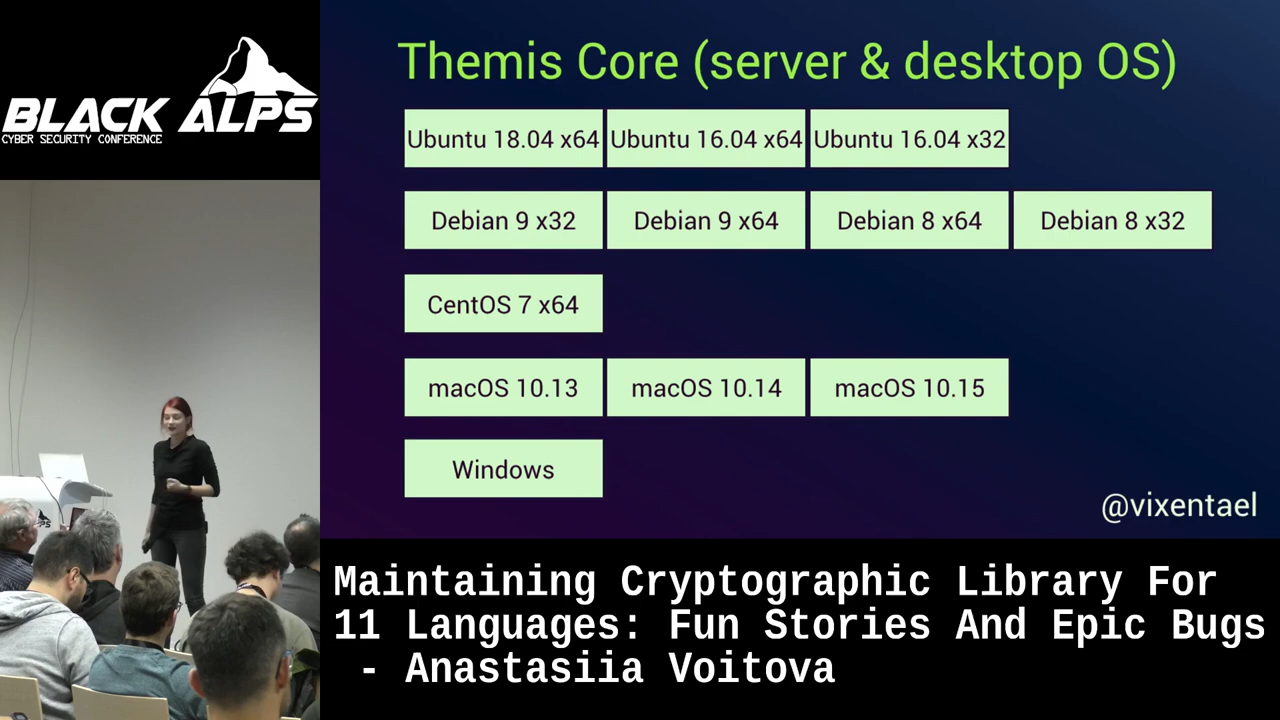 BLACK ALPS
CYBER SECURITY CONFERENCE
Themis Core (server & desktop OS)
Ubuntu 18.04 x64 Ubuntu 16.04 x64 Ubuntu 16.04 x32
Debian 9 x32 Debian 9 x64 Debian 8 x64 Debian 8 x32
CentOS 7 x64
macOS 10.13 macOS 10.14 macOS 10.15
Windows
@vixentael
Maintaining Cryptographic Library For
11 Languages: Fun Stories And Epic Bugs
- Anastasiia Voitova